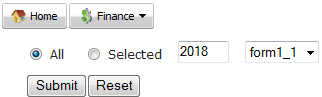 Home Finance
All Selected 2018 form1_1
Submit Reset